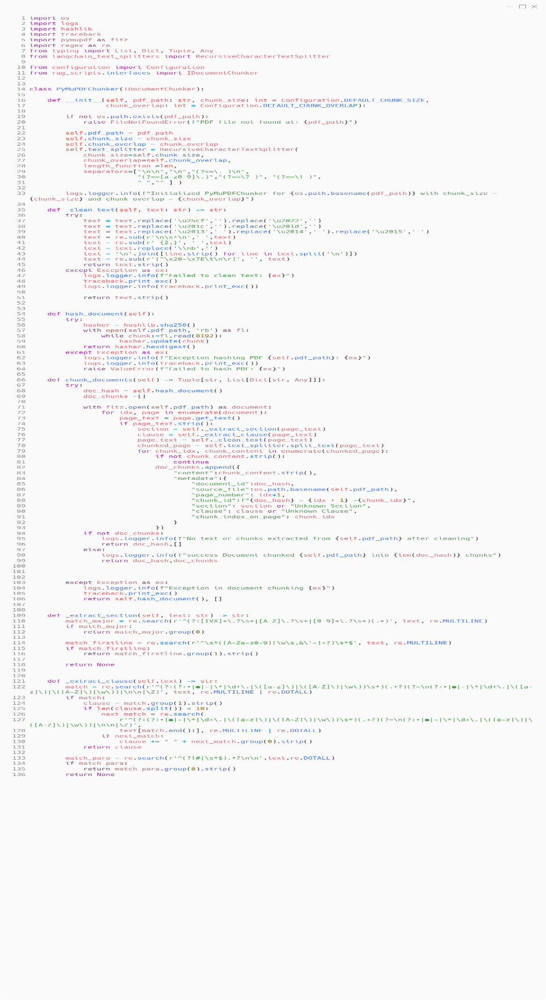 1 import os
2 import logs
3 import hashlib
4 import traceback
5 import pymupdf as fitz
6 import regex as re
7 from typing import List, Dict, Tuple, Any
8 from langchain_text_splitters import RecursiveCharacterTextSplitter
9
10 from configuration import Configuration
11 from rag_scripts.interfaces import IDocumentChunker
12
13
14 class PyMuPDFChunker(IDocumentChunker):
15
16     def __init__(self, pdf_path: str, chunk_size: int = Configuration.DEFAULT_CHUNK_SIZE,
17                  chunk_overlap: int = Configuration.DEFAULT_CHUNK_OVERLAP):
18
19         if not os.path.exists(pdf_path):
20             raise FileNotFoundError(f"PDF file not found at: {pdf_path}")
21
22         self.pdf_path = pdf_path
23         self.chunk_size = chunk_size
24         self.chunk_overlap = chunk_overlap
25         self.text_splitter = RecursiveCharacterTextSplitter(
26             chunk_size=self.chunk_size,
27             chunk_overlap=self.chunk_overlap,
28             length_function =len,
29             separators=["\n\n","\n","(?<=\. )\n",
30                         "(?<=[a-z0-9]\.)","(?<=\? )", "(?<=\! )",
31                         " ","" ] )
32
33         logs.logger.info(f"Initialized PyMuPDFChunker for {os.path.basename(pdf_path)} with chunk_size =
{chunk_size} and chunk overlap = {chunk_overlap}")
34
35     def _clean_text(self, text: str) -> str:
36         try:
37             text = text.replace('\u25cf','').replace('\u2022','')
38             text = text.replace('\u201c','').replace('\u201d','')
39             text = text.replace('\u2013','-').replace('\u2014','-').replace('\u2015','-')
40             text = re.sub(r'\n\s*\n',' ',text)
41             text = re.sub(r' {2,}', ' ',text)
42             text = text.replace('\\nb','')
43             text = '\n'.join([line.strip() for line in text.split('\n')])
44             text = re.sub(r'[^\x20-\x7E\t\n\r]', '', text)
45             return text.strip()
46         except Exception as ex:
47             logs.logger.info(f"Failed to clean text: {ex}")
48             traceback.print_exc()
49             logs.logger.info(traceback.print_exc())
50
51             return text.strip()
52
53
54     def hash_document(self):
55         try:
56             hasher = hashlib.sha256()
57             with open(self.pdf_path, 'rb') as fl:
58                 while chunk:=fl.read(8192):
59                     hasher.update(chunk)
60             return hasher.hexdigest()
61         except Exception as ex:
62             logs.logger.info(f"Exception hashing PDF {self.pdf_path}: {ex}")
63             logs.logger.info(traceback.print_exc())
64             raise ValueError(f"Failed to hash PDF: {ex}")
65
66     def chunk_documents(self) -> Tuple[str, List[Dict[str, Any]]]:
67         try:
68             doc_hash = self.hash_document()
69             doc_chunks =[]
70
71             with fitz.open(self.pdf_path) as document:
72                 for idx, page in enumerate(document):
73                     page_text = page.get_text()
74                     if page_text.strip():
75                         section = self._extract_section(page_text)
76                         clause = self._extract_clause(page_text)
77                         page_text = self._clean_text(page_text)
78                         chunked_page = self.text_splitter.split_text(page_text)
79                         for chunk_idx, chunk_content in enumerate(chunked_page):
80                             if not chunk_content.strip():
81                                 continue
82                             doc_chunks.append({
83                                 "content":chunk_content.strip(),
84                                 "metadata":{
85                                     "document_id":doc_hash,
86                                     "source_file":os.path.basename(self.pdf_path),
87                                     "page_number": idx+1,
88                                     "chunk_id":f"{doc_hash} - {idx + 1} -{chunk_idx}",
89                                     "section": section or "Unknown Section",
90                                     "clause": clause or "Unknown Clause",
91                                     "chunk_index_on_page": chunk_idx
92                                 }
93                             })
94             if not doc_chunks:
95                 logs.logger.info(f"No text or chunks extracted from {self.pdf_path} after cleaning")
96                 return doc_hash,[]
97             else:
98                 logs.logger.info(f"success Document chunked {self.pdf_path} into {len(doc_hash)} chunks")
99                 return doc_hash,doc_chunks
100
101
102
103         except Exception as ex:
104             logs.logger.info(f"Exception in document chunking {ex}")
105             traceback.print_exc()
106             return self.hash_document(), []
107
108
109     def _extract_section(self, text: str) -> str:
110         match_major = re.search(r'^(?:[IVX]+\.?\s+|[A-Z]\.?\s+|[0-9]+\.?\s+)(.+)', text, re.MULTILINE)
111         if match_major:
112             return match_major.group(0)
113
114         match_firstline = re.search(r'^\s*([A-Za-z0-9][\w\s,&\'-]+?)\s*$', text, re.MULTILINE)
115         if match_firstline:
116             return match_firstline.group(1).strip()
117
118         return None
119
120
121     def _extract_clause(self,text) -> str:
122         match = re.search(r'^(?:(?:•|●|-|\*|\d+\.|\([a-z]\)|\([A-Z]\)|\w\))\s*)(.+?)(?=\n(?:•|●|-|\*|\d+\.|\([a-
z]\)|\([A-Z]\)|\w\))|\n\n|\Z)', text, re.MULTILINE | re.DOTALL)
123         if match:
124             clause = match.group(1).strip()
125             if len(clause.split()) < 10:
126                 next_match = re.search(
127                     r'^(?:(?:•|●|-|\*|\d+\.|\([a-z]\)|\([A-Z]\)|\w\))\s*)(.+?)(?=\n(?:•|●|-|\*|\d+\.|\([a-z]\)|\
([A-Z]\)|\w\))|\n\n|\Z)',
128                     text[match.end():], re.MULTILINE | re.DOTALL)
129                 if next_match:
130                     clause += " " + next_match.group(0).strip()
131             return clause
132
133         match_para = re.search(r'^(?!#|\s*$).*?\n\n',text,re.DOTALL)
134         if match_para:
135             return match_para.group(0).strip()
136         return None